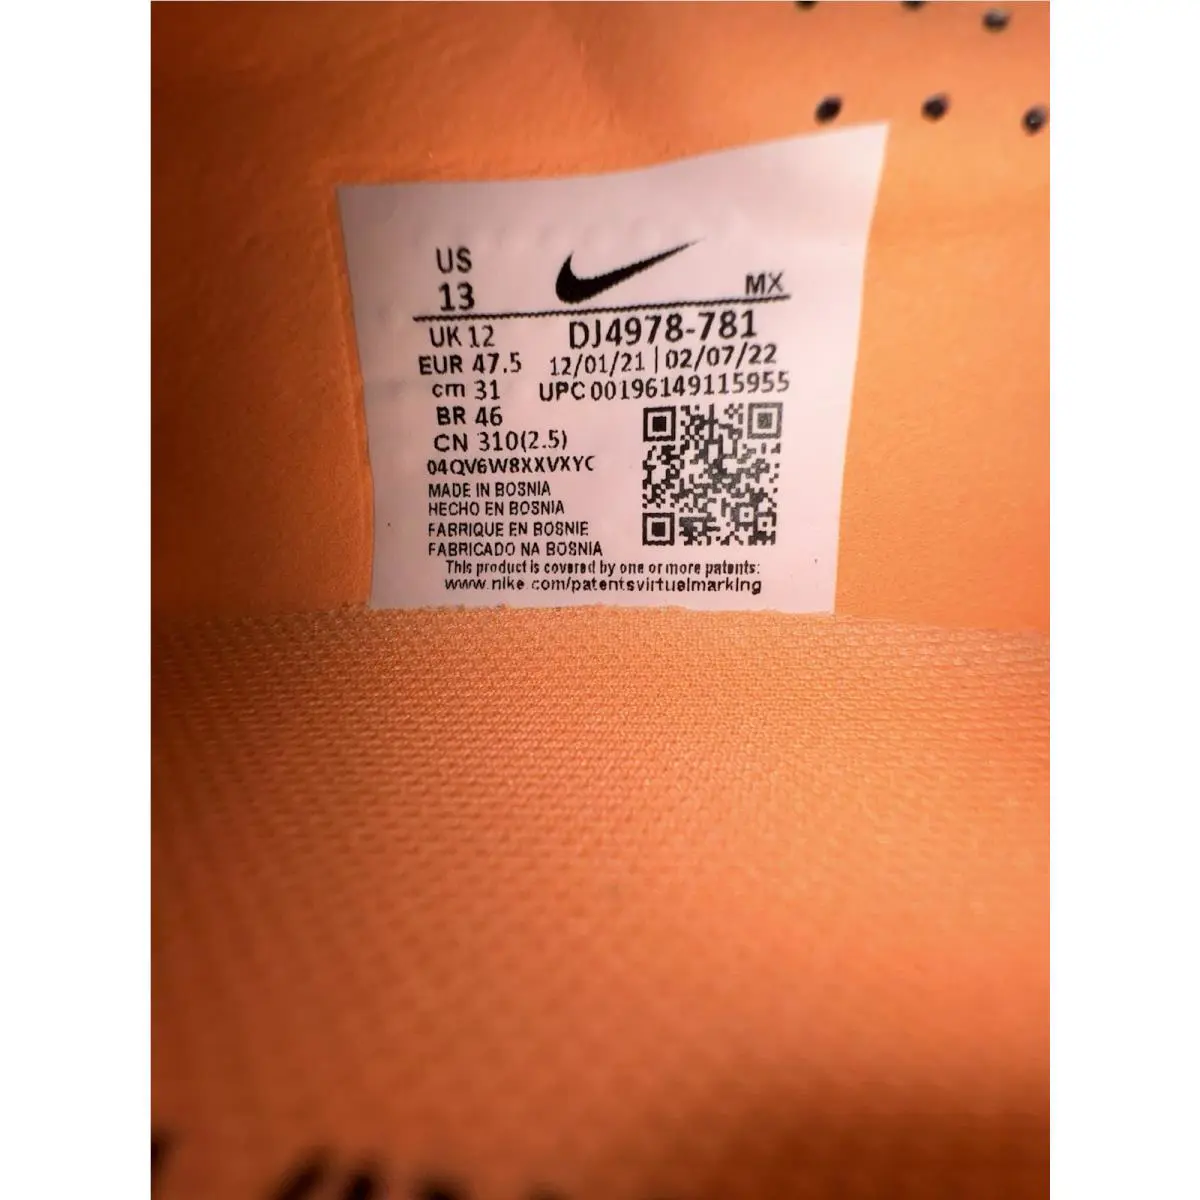 US
13
MX
UK 12
DJ4978-781
EUR 47.5
12/01/21 | 02/07/22
cm 31
UPC 00196149115955
BR 46
CN 310(2.5)
04QV6W8XXVXYC
MADE IN BOSNIA
HECHO EN BOSNIA
FABRIQUE EN BOSNIE
FABRICADO NA BOSNIA
This product is covered by one or more patents:
www.nike.com/patentsvirtualmarking